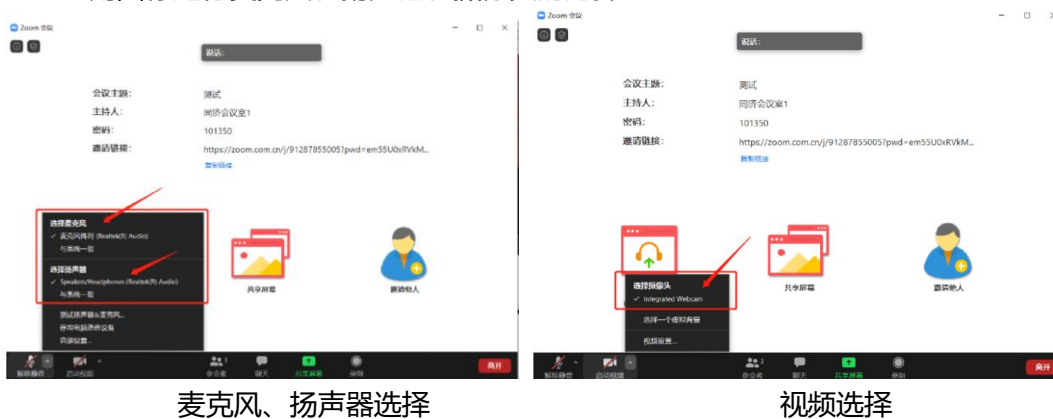 Zoom 会议
说话:
会议主题: 测试
主持人: 同济会议室1
密码: 101350
邀请链接: https://zoom.com.cn/j/91287855005?pwd=em55U0xRVkM...
复制链接
选择麦克风
✓ 麦克风阵列 (Realtek(R) Audio)
与系统一致
选择扬声器
✓ Speakers/Headphones (Realtek(R) Audio)
与系统一致
测试扬声器&麦克风...
停用电脑语音设备
音频设置...
共享屏幕
邀请他人
解除静音 启动视频 参会者 1 聊天 共享屏幕 录制 离开
麦克风、扬声器选择
Zoom 会议
说话:
会议主题: 测试
主持人: 同济会议室1
密码: 101350
邀请链接: https://zoom.com.cn/j/91287855005?pwd=em55U0xRVkM...
复制链接
选择摄像头
✓ Integrated Webcam
选择一个虚拟背景
视频设置...
共享屏幕
邀请他人
解除静音 启动视频 参会者 1 聊天 共享屏幕 录制 离开
视频选择